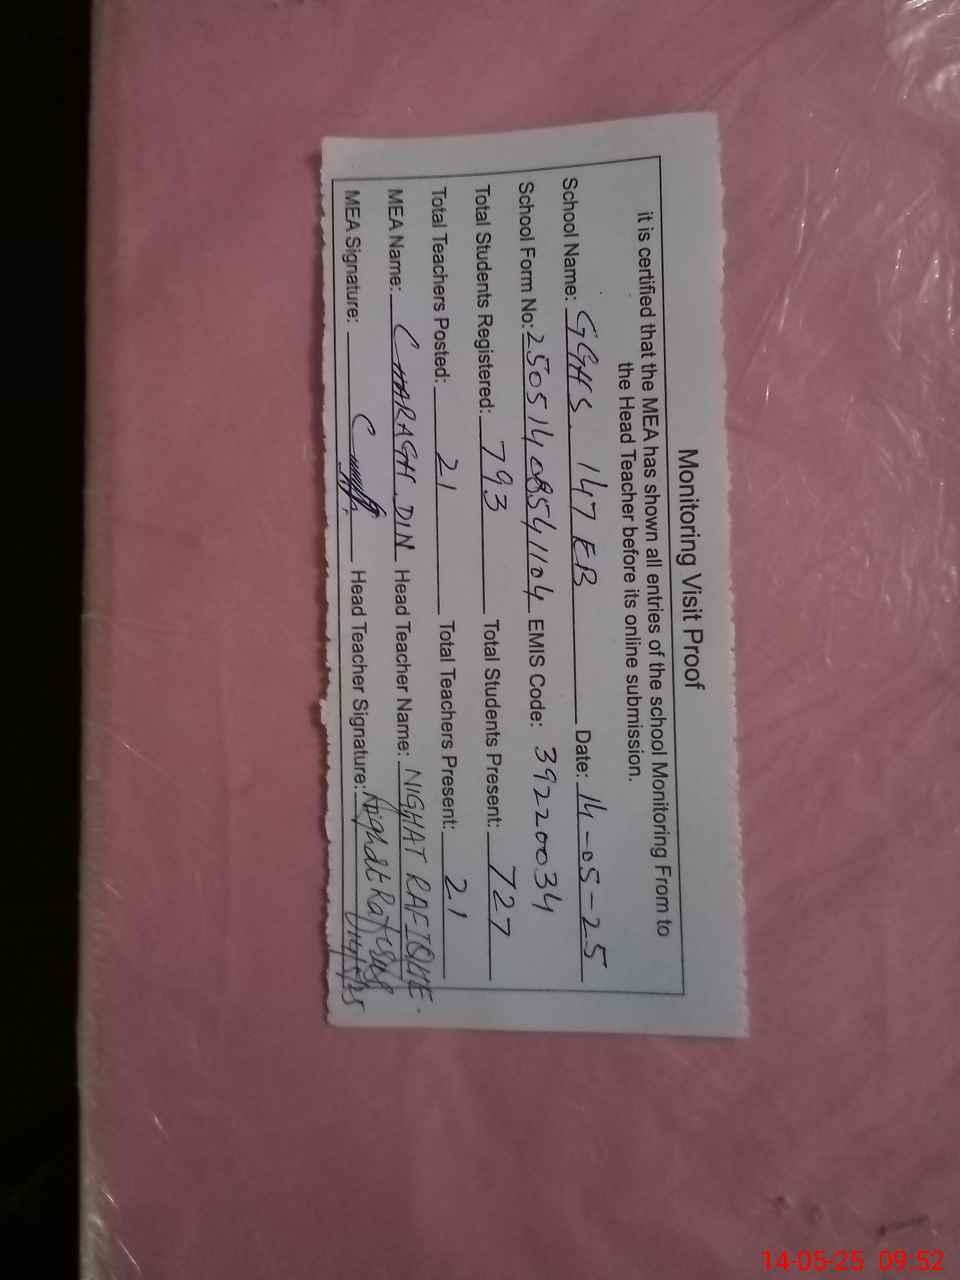 Monitoring Visit Proof
it is certified that the MEA has shown all entries of the school Monitoring From to
the Head Teacher before its online submission.
School Name: GGHS 147 EB Date: 14-05-25
School Form No: 25051408541104 EMIS Code: 39220034
Total Students Registered: 793 Total Students Present: 727
Total Teachers Posted: 21 Total Teachers Present: 21
MEA Name: CHARAGH DIN Head Teacher Name: NIGHAT RAFIQUE.
MEA Signature: Head Teacher Signature: Nighat Rafique
14-05-25 09:52